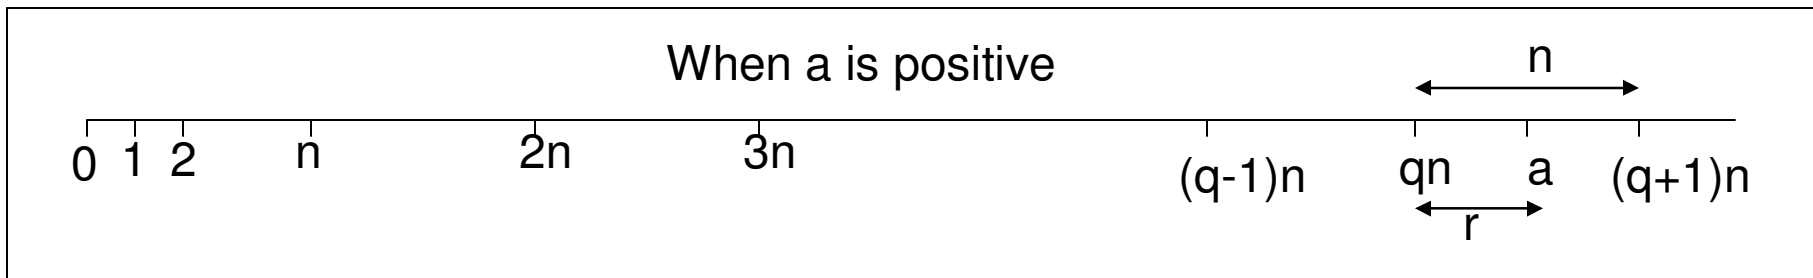 When a is positive
n
0 1 2 n 2n 3n (q-1)n qn a (q+1)n
r